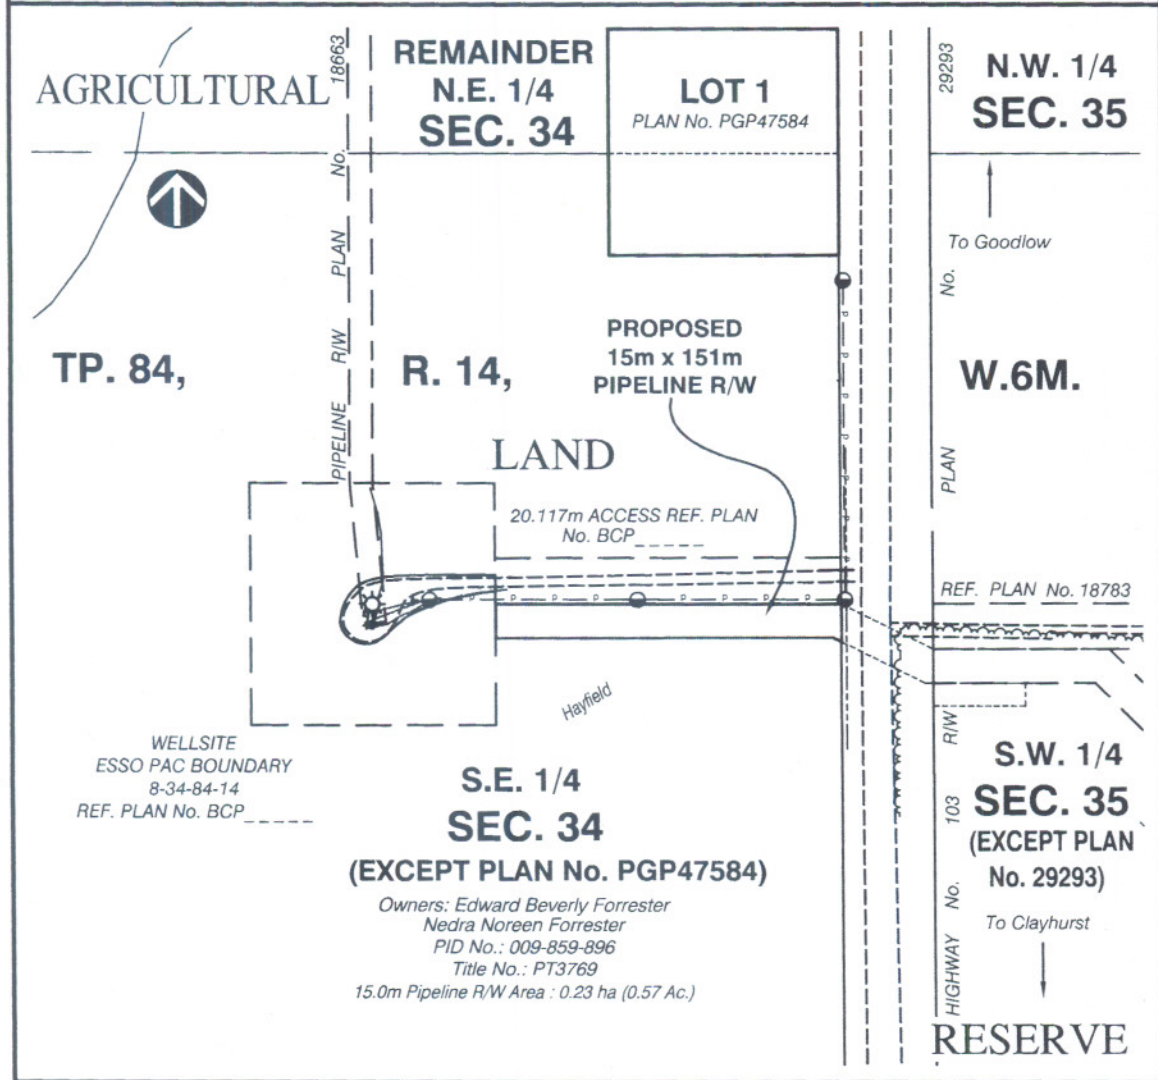 AGRICULTURAL
REMAINDER
N.E. 1/4
SEC. 34
LOT 1
PLAN No. PGP47584
N.W. 1/4
SEC. 35
To Goodlow
PIPELINE R/W PLAN No. 18663
TP. 84,
R. 14,
W.6M.
PROPOSED
15m x 151m
PIPELINE R/W
LAND
20.117m ACCESS REF. PLAN
No. BCP_____
REF. PLAN No. 18783
HIGHWAY No. 103 R/W PLAN No. 29293
Hayfield
WELLSITE
ESSO PAC BOUNDARY
8-34-84-14
REF. PLAN No. BCP_____
S.E. 1/4
SEC. 34
(EXCEPT PLAN No. PGP47584)
Owners: Edward Beverly Forrester
Nedra Noreen Forrester
PID No.: 009-859-896
Title No.: PT3769
15.0m Pipeline R/W Area : 0.23 ha (0.57 Ac.)
S.W. 1/4
SEC. 35
(EXCEPT PLAN
No. 29293)
To Clayhurst
RESERVE
P P P P P P P P
P P P P P P P